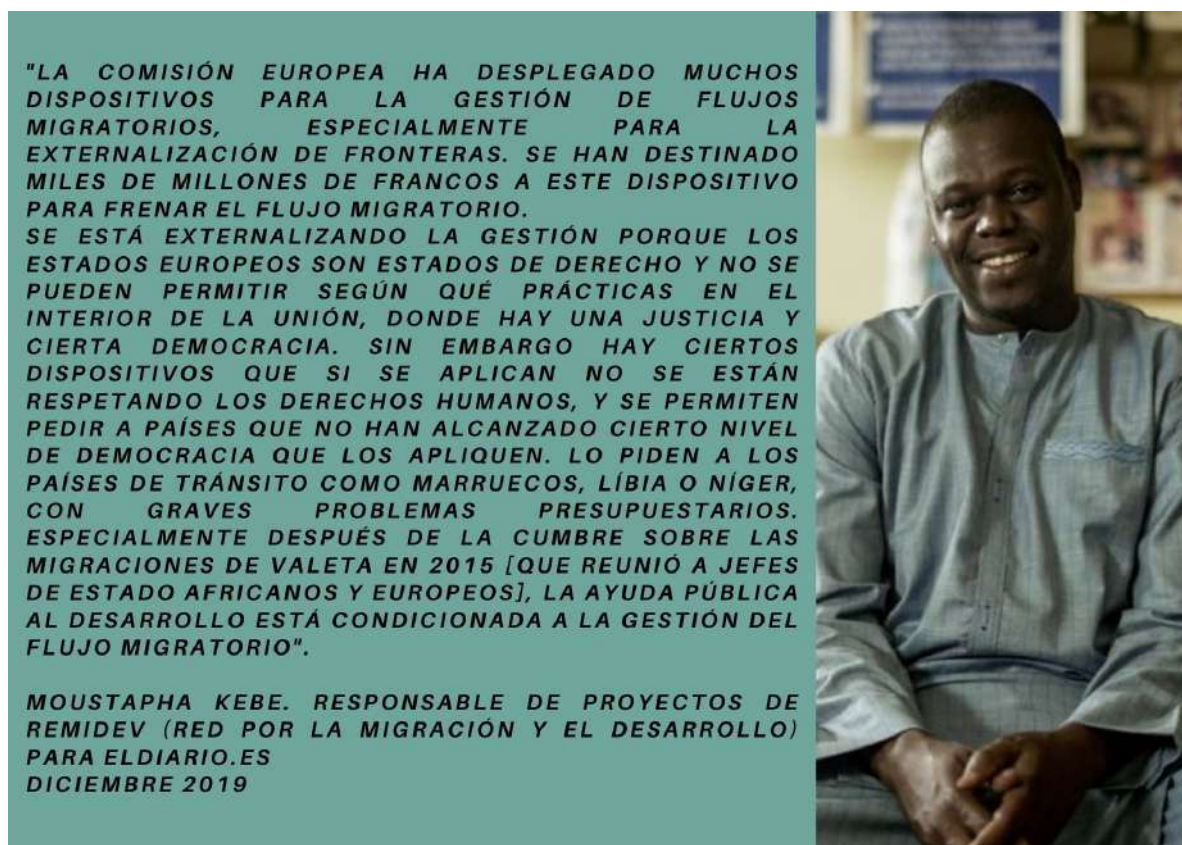 "LA COMISIÓN EUROPEA HA DESPLEGADO MUCHOS
DISPOSITIVOS PARA LA GESTIÓN DE FLUJOS
MIGRATORIOS, ESPECIALMENTE PARA LA
EXTERNALIZACIÓN DE FRONTERAS. SE HAN DESTINADO
MILES DE MILLONES DE FRANCOS A ESTE DISPOSITIVO
PARA FRENAR EL FLUJO MIGRATORIO.
SE ESTÁ EXTERNALIZANDO LA GESTIÓN PORQUE LOS
ESTADOS EUROPEOS SON ESTADOS DE DERECHO Y NO SE
PUEDEN PERMITIR SEGÚN QUÉ PRÁCTICAS EN EL
INTERIOR DE LA UNIÓN, DONDE HAY UNA JUSTICIA Y
CIERTA DEMOCRACIA. SIN EMBARGO HAY CIERTOS
DISPOSITIVOS QUE SI SE APLICAN NO SE ESTÁN
RESPETANDO LOS DERECHOS HUMANOS, Y SE PERMITEN
PEDIR A PAÍSES QUE NO HAN ALCANZADO CIERTO NIVEL
DE DEMOCRACIA QUE LOS APLIQUEN. LO PIDEN A LOS
PAÍSES DE TRÁNSITO COMO MARRUECOS, LÍBIA O NÍGER,
CON GRAVES PROBLEMAS PRESUPUESTARIOS.
ESPECIALMENTE DESPUÉS DE LA CUMBRE SOBRE LAS
MIGRACIONES DE VALETA EN 2015 [QUE REUNIÓ A JEFES
DE ESTADO AFRICANOS Y EUROPEOS], LA AYUDA PÚBLICA
AL DESARROLLO ESTÁ CONDICIONADA A LA GESTIÓN DEL
FLUJO MIGRATORIO".
MOUSTAPHA KEBE. RESPONSABLE DE PROYECTOS DE
REMIDEV (RED POR LA MIGRACIÓN Y EL DESARROLLO)
PARA ELDIARIO.ES
DICIEMBRE 2019